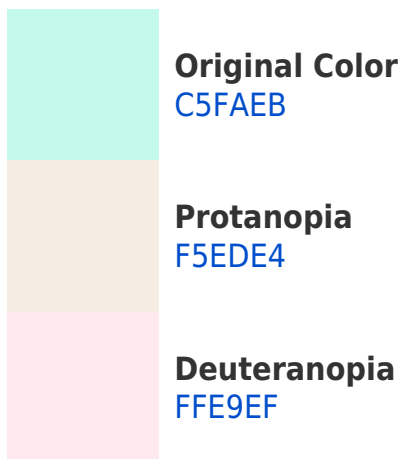 Original Color
C5FAEB
Protanopia
F5EDE4
Deuteranopia
FFE9EF